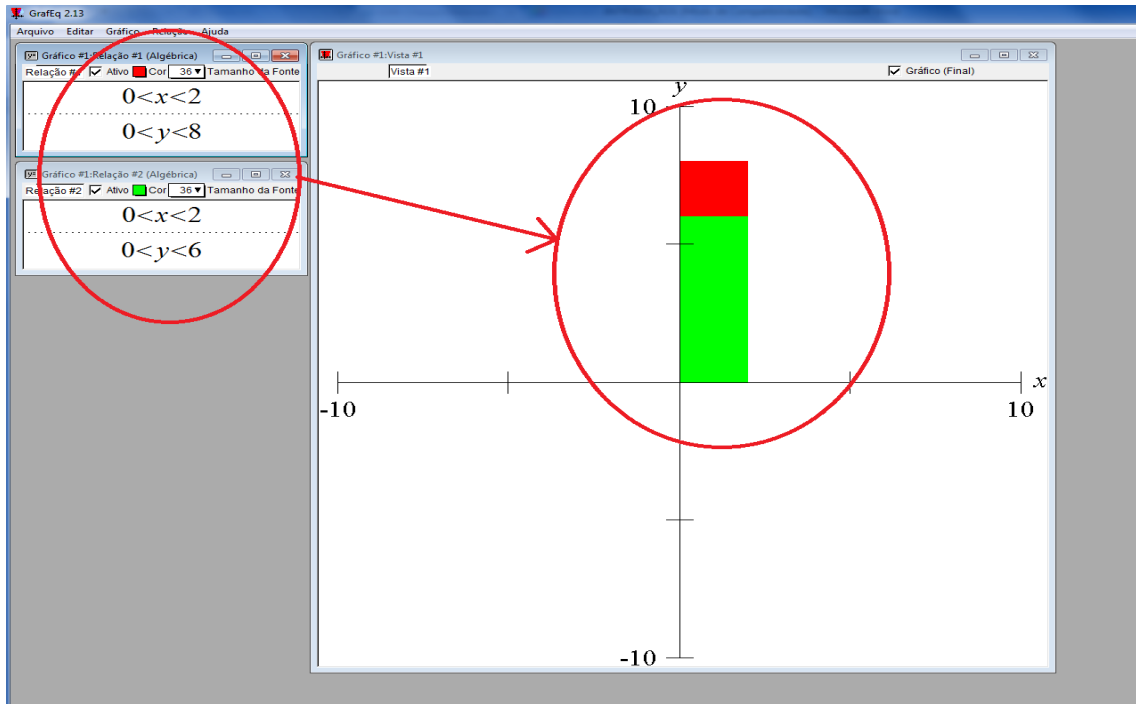 GrafEq 2.13
Arquivo Editar Gráfico Relação Ajuda
Gráfico #1:Relação #1 (Algébrica)
Relação #1 Ativo Cor 36 Tamanho da Fonte
0<x<2
0<y<8
Gráfico #1:Relação #2 (Algébrica)
Relação #2 Ativo Cor 36 Tamanho da Fonte
0<x<2
0<y<6
Gráfico #1:Vista #1
Vista #1 Gráfico (Final)
y
10
x
-10
10
-10